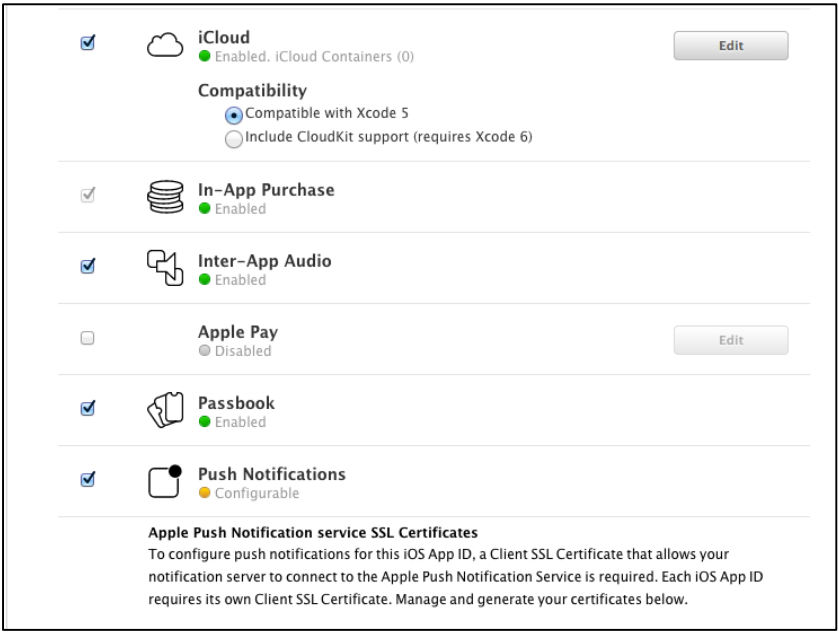 iCloud
Enabled. iCloud Containers (0)
Edit
Compatibility
Compatible with Xcode 5
Include CloudKit support (requires Xcode 6)
In-App Purchase
Enabled
Inter-App Audio
Enabled
Apple Pay
Disabled
Edit
Passbook
Enabled
Push Notifications
Configurable
Apple Push Notification service SSL Certificates
To configure push notifications for this iOS App ID, a Client SSL Certificate that allows your
notification server to connect to the Apple Push Notification Service is required. Each iOS App ID
requires its own Client SSL Certificate. Manage and generate your certificates below.